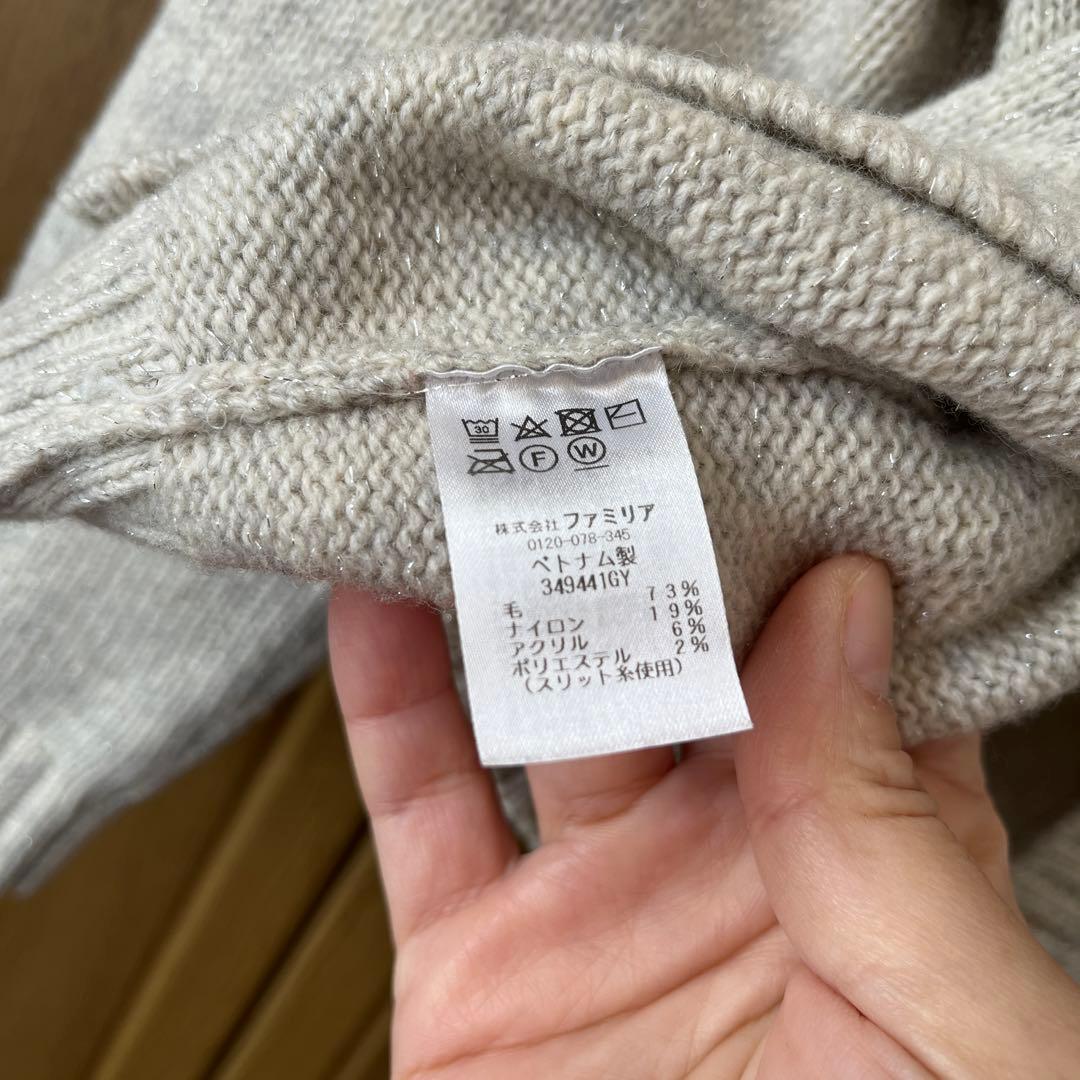 30
F W
株式会社 ファミリア
0120-078-345
ベトナム製
349441GY
毛 73%
ナイロン 19%
アクリル 6%
ポリエステル 2%
(スリット糸使用)